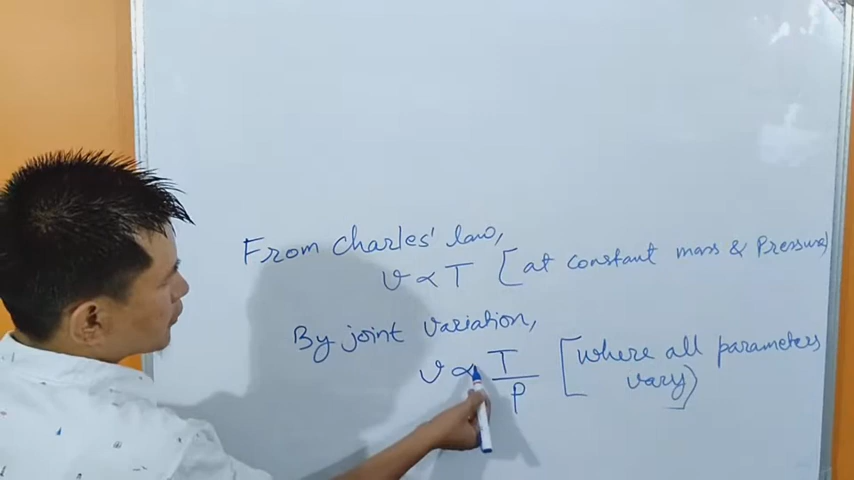 From Charles' law,
v ∝ T [at constant mass & Pressure]
By joint variation,
v ∝ T/P [where all parameters
vary]